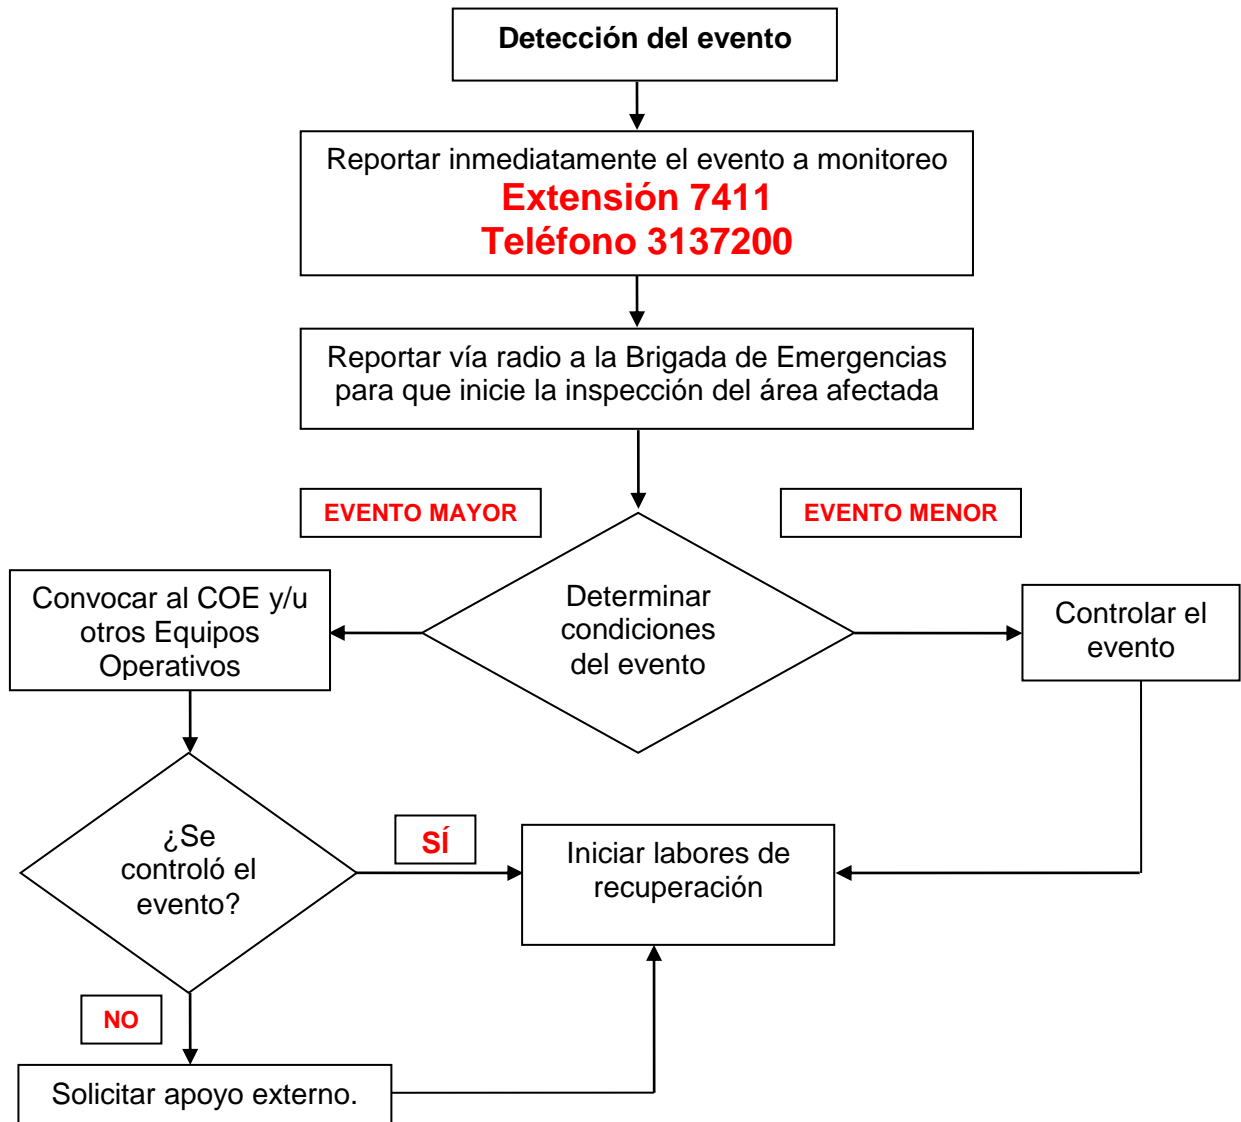 Detección del evento
Reportar inmediatamente el evento a monitoreo
Extensión 7411
Teléfono 3137200
Reportar vía radio a la Brigada de Emergencias
para que inicie la inspección del área afectada
EVENTO MAYOR
EVENTO MENOR
Determinar
condiciones
del evento
Convocar al COE y/u
otros Equipos
Operativos
Controlar el
evento
¿Se
controló el
evento?
SÍ
Iniciar labores de
recuperación
NO
Solicitar apoyo externo.